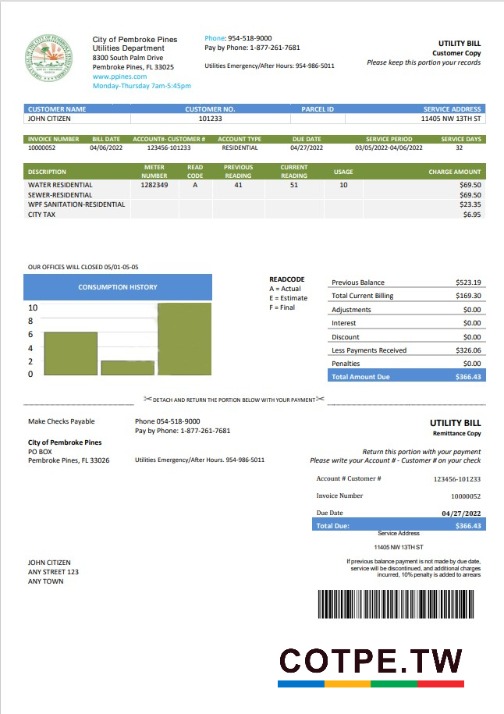 City of Pembroke Pines
Utilities Department
8300 South Palm Drive
Pembroke Pines, FL 33025
www.ppines.com
Monday-Thursday 7am-5:45pm
Phone: 954-518-9000
Pay by Phone: 1-877-261-7681
Utilities Emergency/After Hours: 954-986-5011
UTILITY BILL
Customer Copy
Please keep this portion your records
CUSTOMER NAME CUSTOMER NO. PARCEL ID SERVICE ADDRESS
JOHN CITIZEN 101233 11405 NW 13TH ST
INVOICE NUMBER BILL DATE ACCOUNT#- CUSTOMER # ACCOUNT TYPE DUE DATE SERVICE PERIOD SERVICE DAYS
10000052 04/06/2022 123456-101233 RESIDENTIAL 04/27/2022 03/05/2022-04/06/2022 32
DESCRIPTION METER NUMBER READ CODE PREVIOUS READING CURRENT READING USAGE CHARGE AMOUNT
WATER RESIDENTIAL 1282349 A 41 51 10 $69.50
SEWER-RESIDENTIAL $69.50
WPF SANITATION-RESIDENTIAL $23.35
CITY TAX $6.95
OUR OFFICES WILL CLOSED 05/01-05-05
CONSUMPTION HISTORY
10
8
6
4
2
0
READCODE
A = Actual
E = Estimate
F = Final
Previous Balance $523.19
Total Current Billing $169.30
Adjustments $0.00
Interest $0.00
Discount $0.00
Less Payments Received $326.06
Penalties $0.00
Total Amount Due $366.43
DETACH AND RETURN THE PORTION BELOW WITH YOUR PAYMENT
Make Checks Payable
City of Pembroke Pines
PO BOX
Pembroke Pines, FL 33026
Phone 054-518-9000
Pay by Phone: 1-877-261-7681
Utilities Emergency/After Hours. 954-986-5011
UTILITY BILL
Remittance Copy
Return this portion with your payment
Please write your Account # - Customer # on your check
Account # Customer # 123456-101233
Invoice Number 10000052
Due Date 04/27/2022
Total Due: $366.43
Service Address
11405 NW 13TH ST
If previous balance payment is not made by due date,
service will be discontinued, and additional charges
incurred. 10% penalty is added to arrears
JOHN CITIZEN
ANY STREET 123
ANY TOWN
COTPE.TW